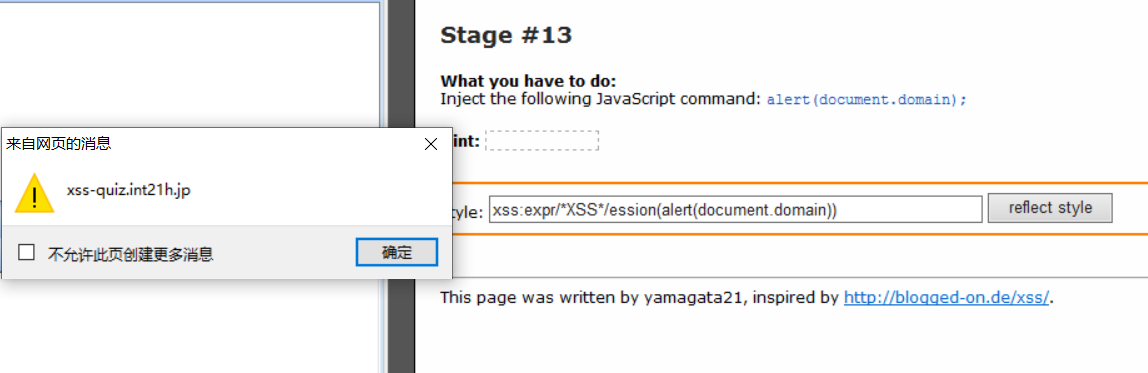 Stage #13
What you have to do:
Inject the following JavaScript command: alert(document.domain);
int:
来自网页的消息
xss-quiz.int21h.jp
不允许此页创建更多消息
确定
tyle: xss:expr/*XSS*/ession(alert(document.domain)) reflect style
This page was written by yamagata21, inspired by http://blogged-on.de/xss/.